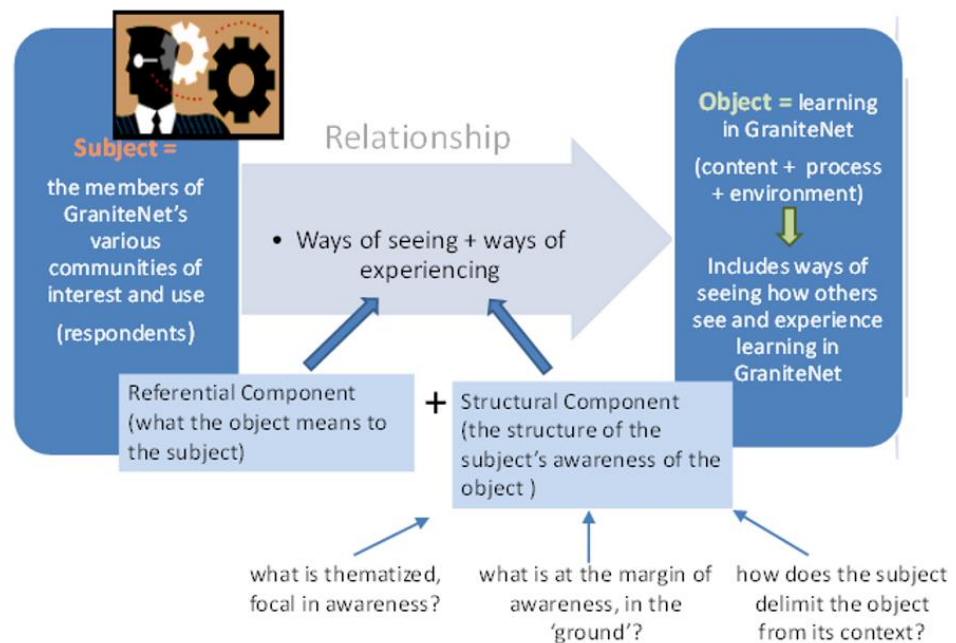 Subject =
the members of
GraniteNet's
various
communities of
interest and use
(respondents)
Relationship
• Ways of seeing + ways of
experiencing
Object = learning
in GraniteNet
(content + process
+ environment)
Includes ways of
seeing how others
see and experience
learning in
GraniteNet
Referential Component
(what the object means to
the subject)
+
Structural Component
(the structure of the
subject's awareness of the
object )
what is thematized,
focal in awareness?
what is at the margin of
awareness, in the
'ground'?
how does the subject
delimit the object
from its context?